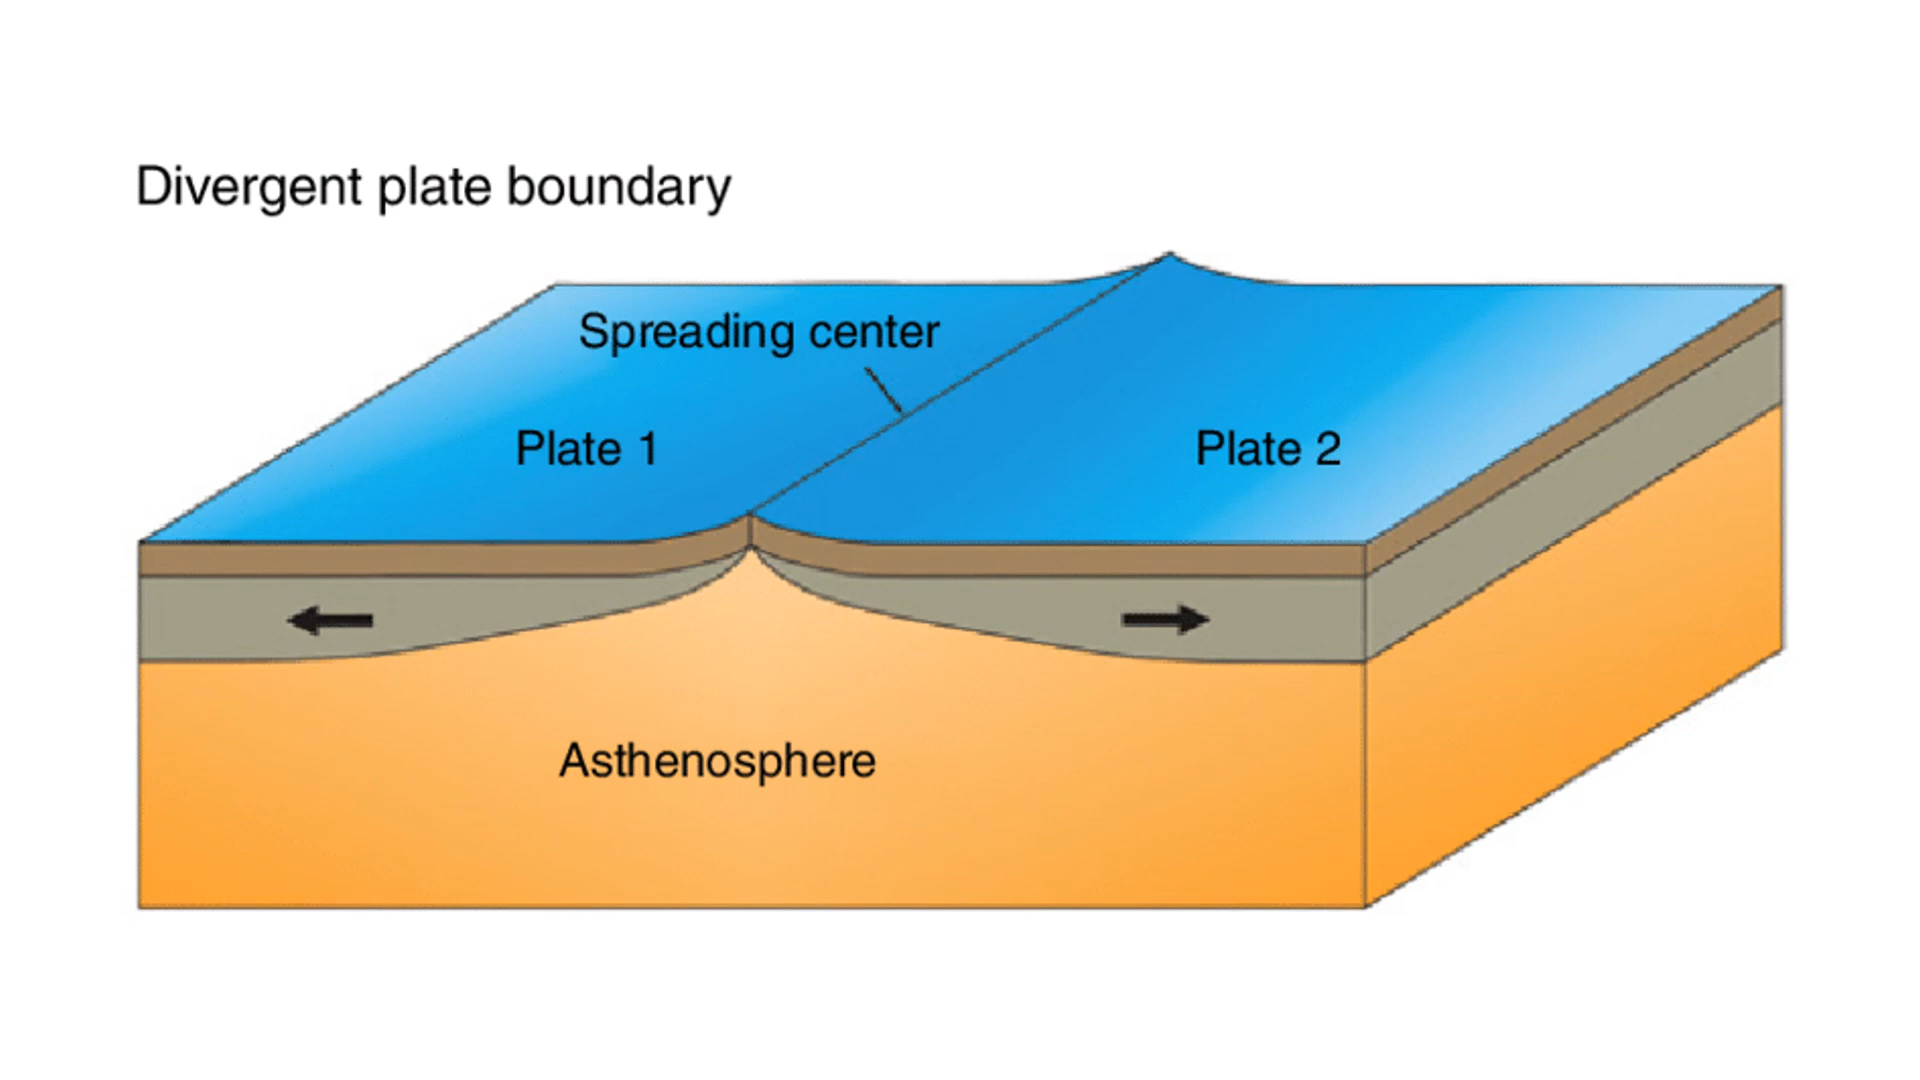 Divergent plate boundary
Spreading center
Plate 1
Plate 2
Asthenosphere